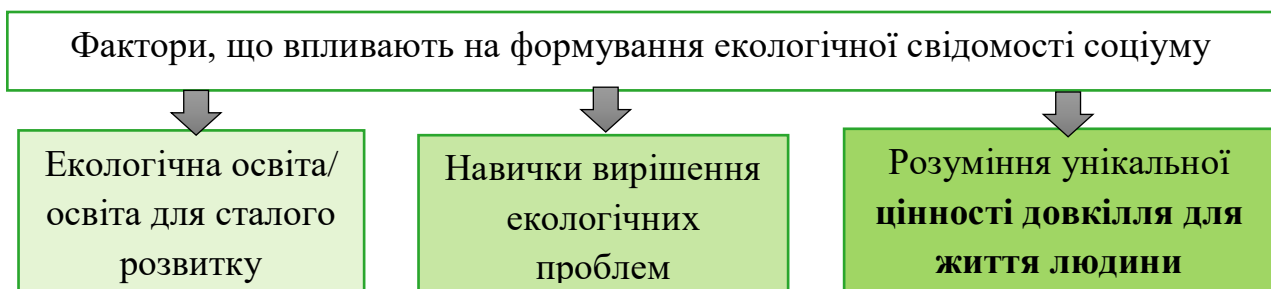 Фактори, що впливають на формування екологічної свідомості соціуму
Екологічна освіта/
освіта для сталого
розвитку
Навички вирішення
екологічних
проблем
Розуміння унікальної
цінності довкілля для
життя людини